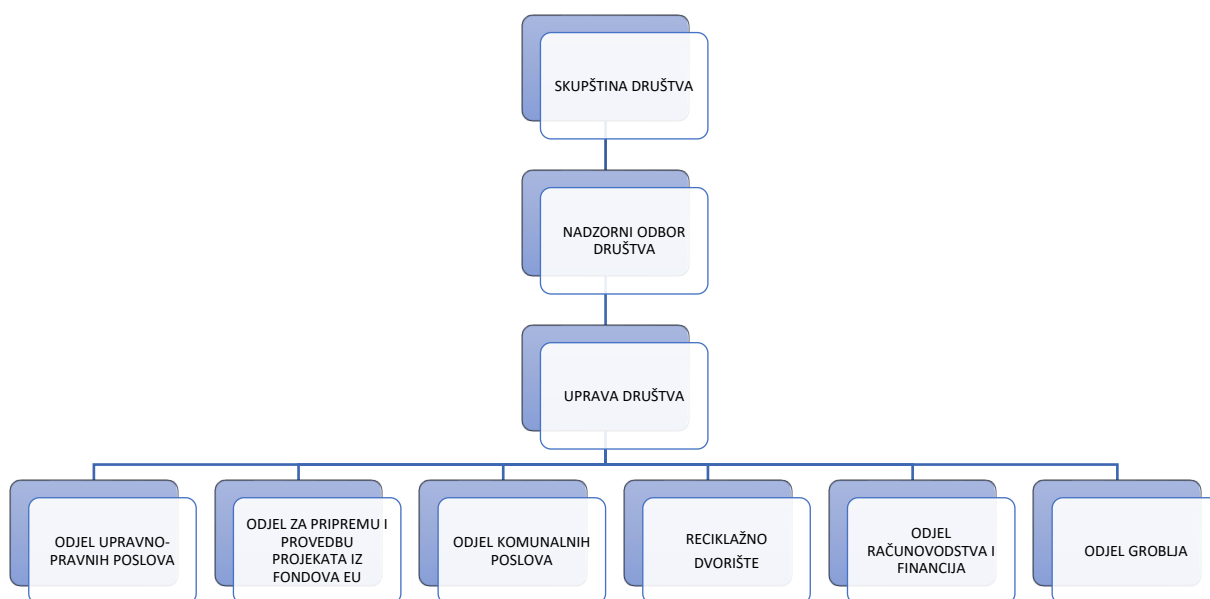 SKUPŠTINA DRUŠTVA
NADZORNI ODBOR
DRUŠTVA
UPRAVA DRUŠTVA
ODJEL UPRAVNO-
PRAVNIH POSLOVA
ODJEL ZA PRIPREMU I
PROVEDBU
PROJEKATA IZ
FONDOVA EU
ODJEL KOMUNALNIH
POSLOVA
RECIKLAŽNO
DVORIŠTE
ODJEL
RAČUNOVODSTVA I
FINANCIJA
ODJEL GROBLJA